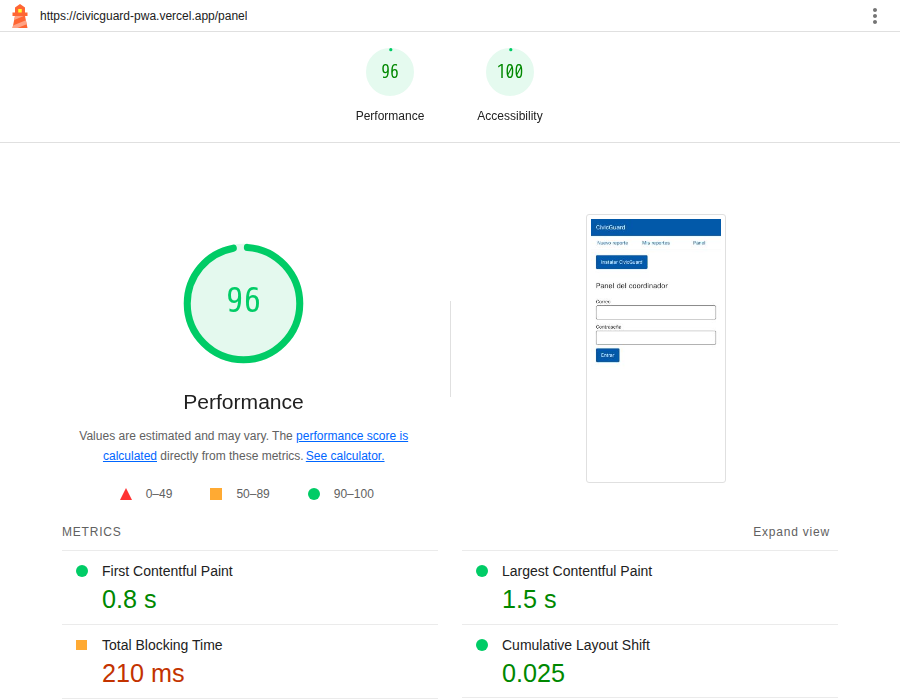 https://civicguard-pwa.vercel.app/panel
96
100
Performance
Accessibility
96
Performance
Values are estimated and may vary. The performance score is
calculated directly from these metrics. See calculator.
0–49
50–89
90–100
CivicGuard
Nuevo reporte
Mis reportes
Panel
Instalar CivicGuard
Panel del coordinador
Correo
Contraseña
Entrar
METRICS
Expand view
First Contentful Paint
0.8 s
Largest Contentful Paint
1.5 s
Total Blocking Time
210 ms
Cumulative Layout Shift
0.025